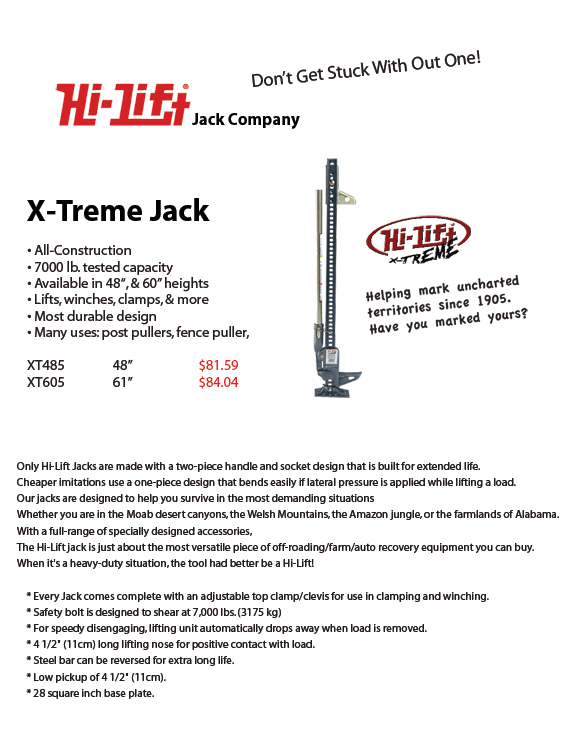 Don't Get Stuck With Out One!
Hi-Lift® Jack Company
X-Treme Jack
• All-Construction
• 7000 lb. tested capacity
• Available in 48", & 60" heights
• Lifts, winches, clamps, & more
• Most durable design
• Many uses: post pullers, fence puller,
XT485 48" $81.59
XT605 61" $84.04
Hi-Lift
X-TREME
Helping mark uncharted
territories since 1905.
Have you marked yours?
Only Hi-Lift Jacks are made with a two-piece handle and socket design that is built for extended life.
Cheaper imitations use a one-piece design that bends easily if lateral pressure is applied while lifting a load.
Our jacks are designed to help you survive in the most demanding situations
Whether you are in the Moab desert canyons, the Welsh Mountains, the Amazon jungle, or the farmlands of Alabama.
With a full-range of specially designed accessories,
The Hi-Lift jack is just about the most versatile piece of off-roading/farm/auto recovery equipment you can buy.
When it's a heavy-duty situation, the tool had better be a Hi-Lift!
* Every Jack comes complete with an adjustable top clamp/clevis for use in clamping and winching.
* Safety bolt is designed to shear at 7,000 lbs. (3175 kg)
* For speedy disengaging, lifting unit automatically drops away when load is removed.
* 4 1/2" (11cm) long lifting nose for positive contact with load.
* Steel bar can be reversed for extra long life.
* Low pickup of 4 1/2" (11cm).
* 28 square inch base plate.